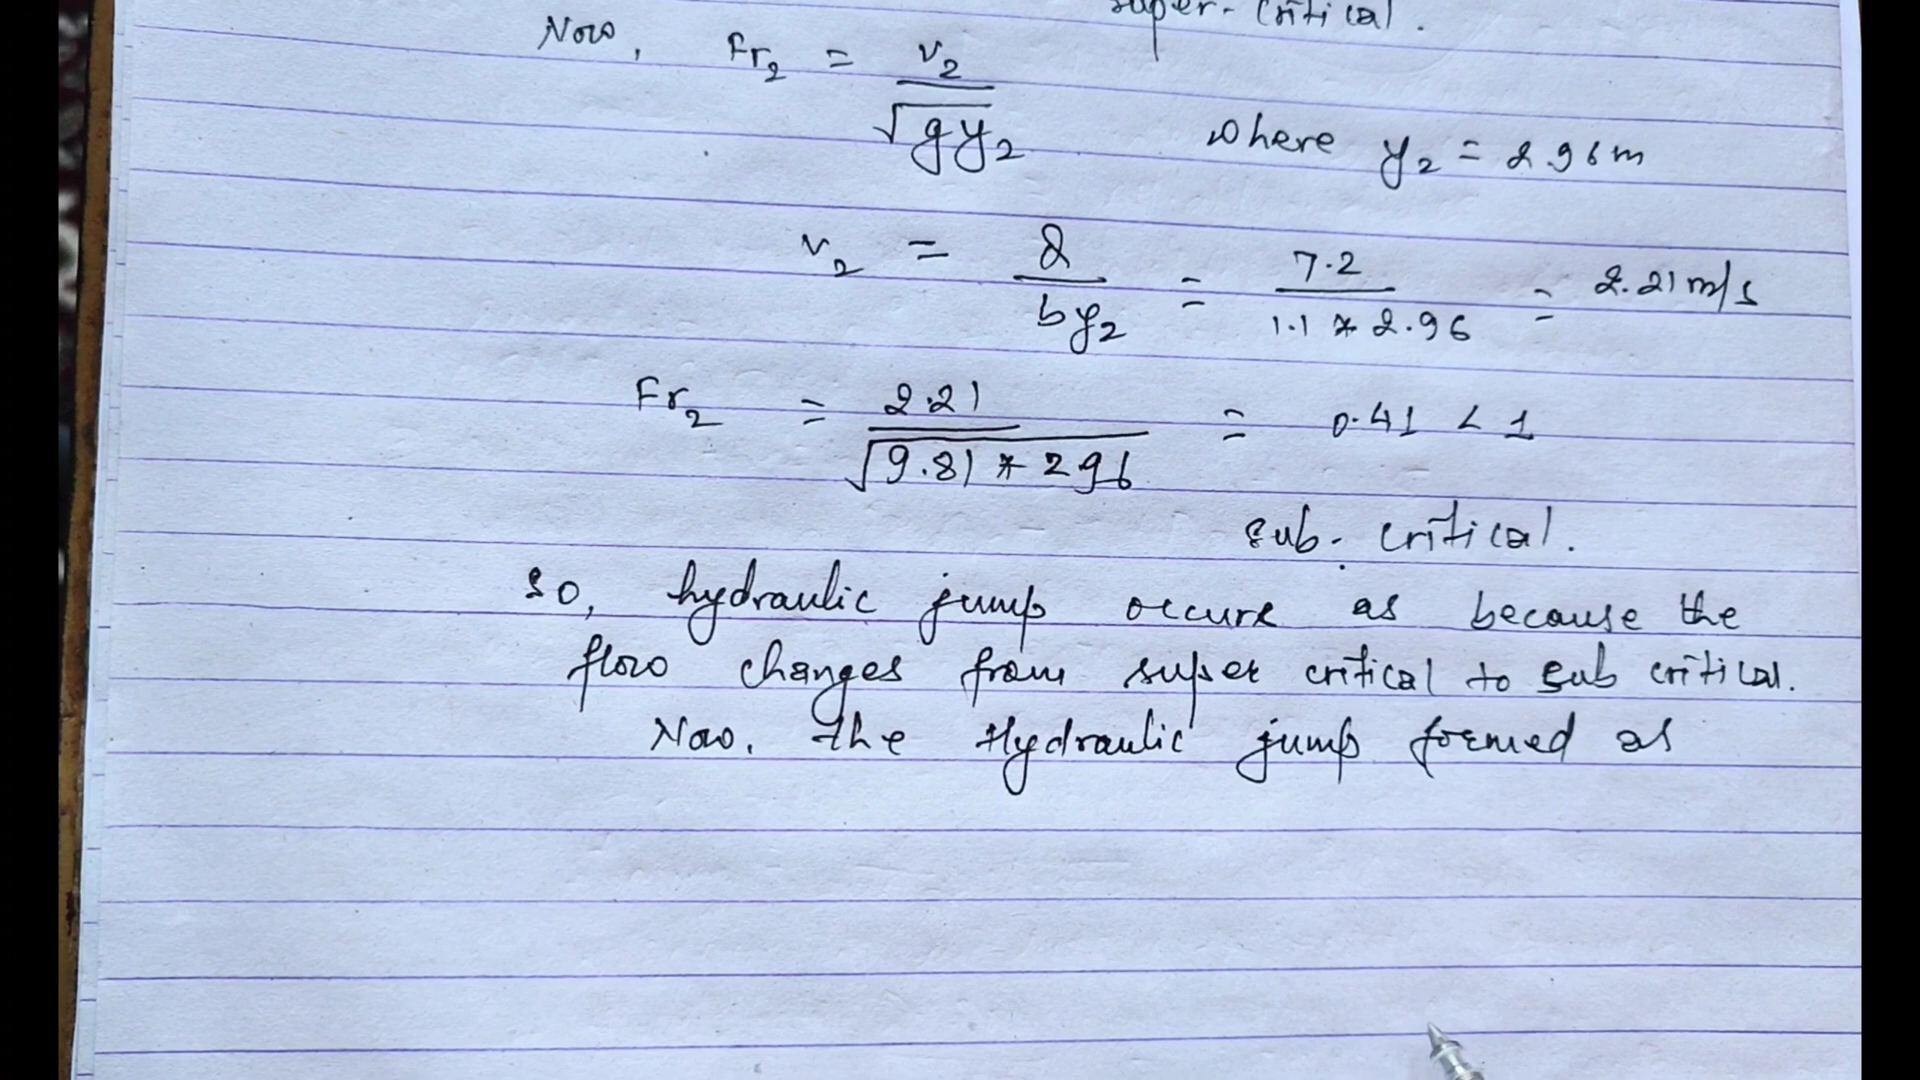 super-critical.
Now, Fr2 = v2 / √gy2 where y2 = 2.96m
v2 = Q / by2 = 7.2 / 1.1 * 2.96 = 2.21 m/s
Fr2 = 2.21 / √9.81 * 2.96 = 0.41 < 1
sub-critical.
so, hydraulic jump occurs as because the
flow changes from super critical to sub critical.
Now, the Hydraulic jump formed as